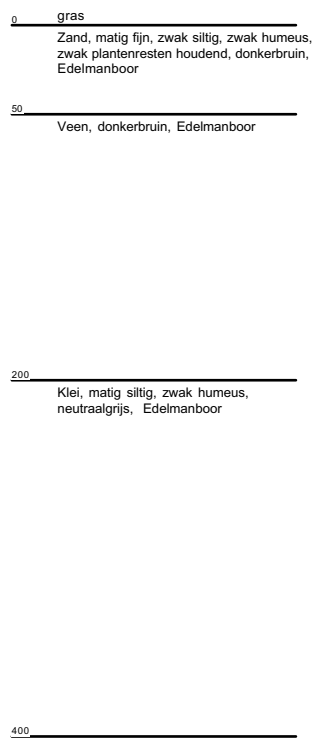 0 gras
Zand, matig fijn, zwak siltig, zwak humeus,
zwak plantenresten houdend, donkerbruin,
Edelmanboor
50
Veen, donkerbruin, Edelmanboor
200
Klei, matig siltig, zwak humeus,
neutraalgrijs, Edelmanboor
400